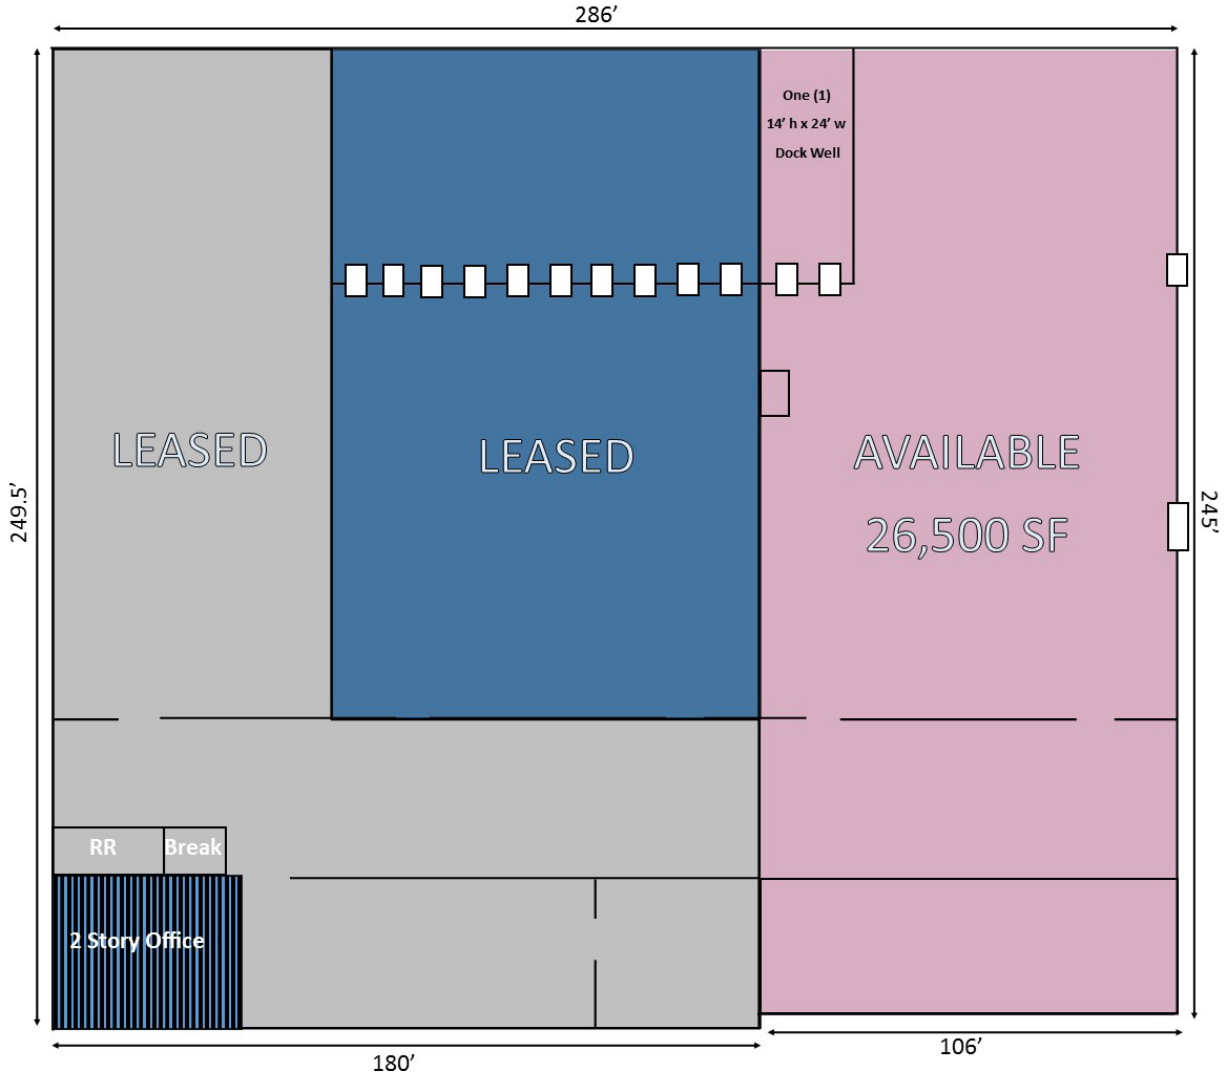 286’
One (1)
14’ h x 24’ w
Dock Well
LEASED
LEASED
AVAILABLE
26,500 SF
249.5’
245’
RR
Break
2 Story Office
180’
106’